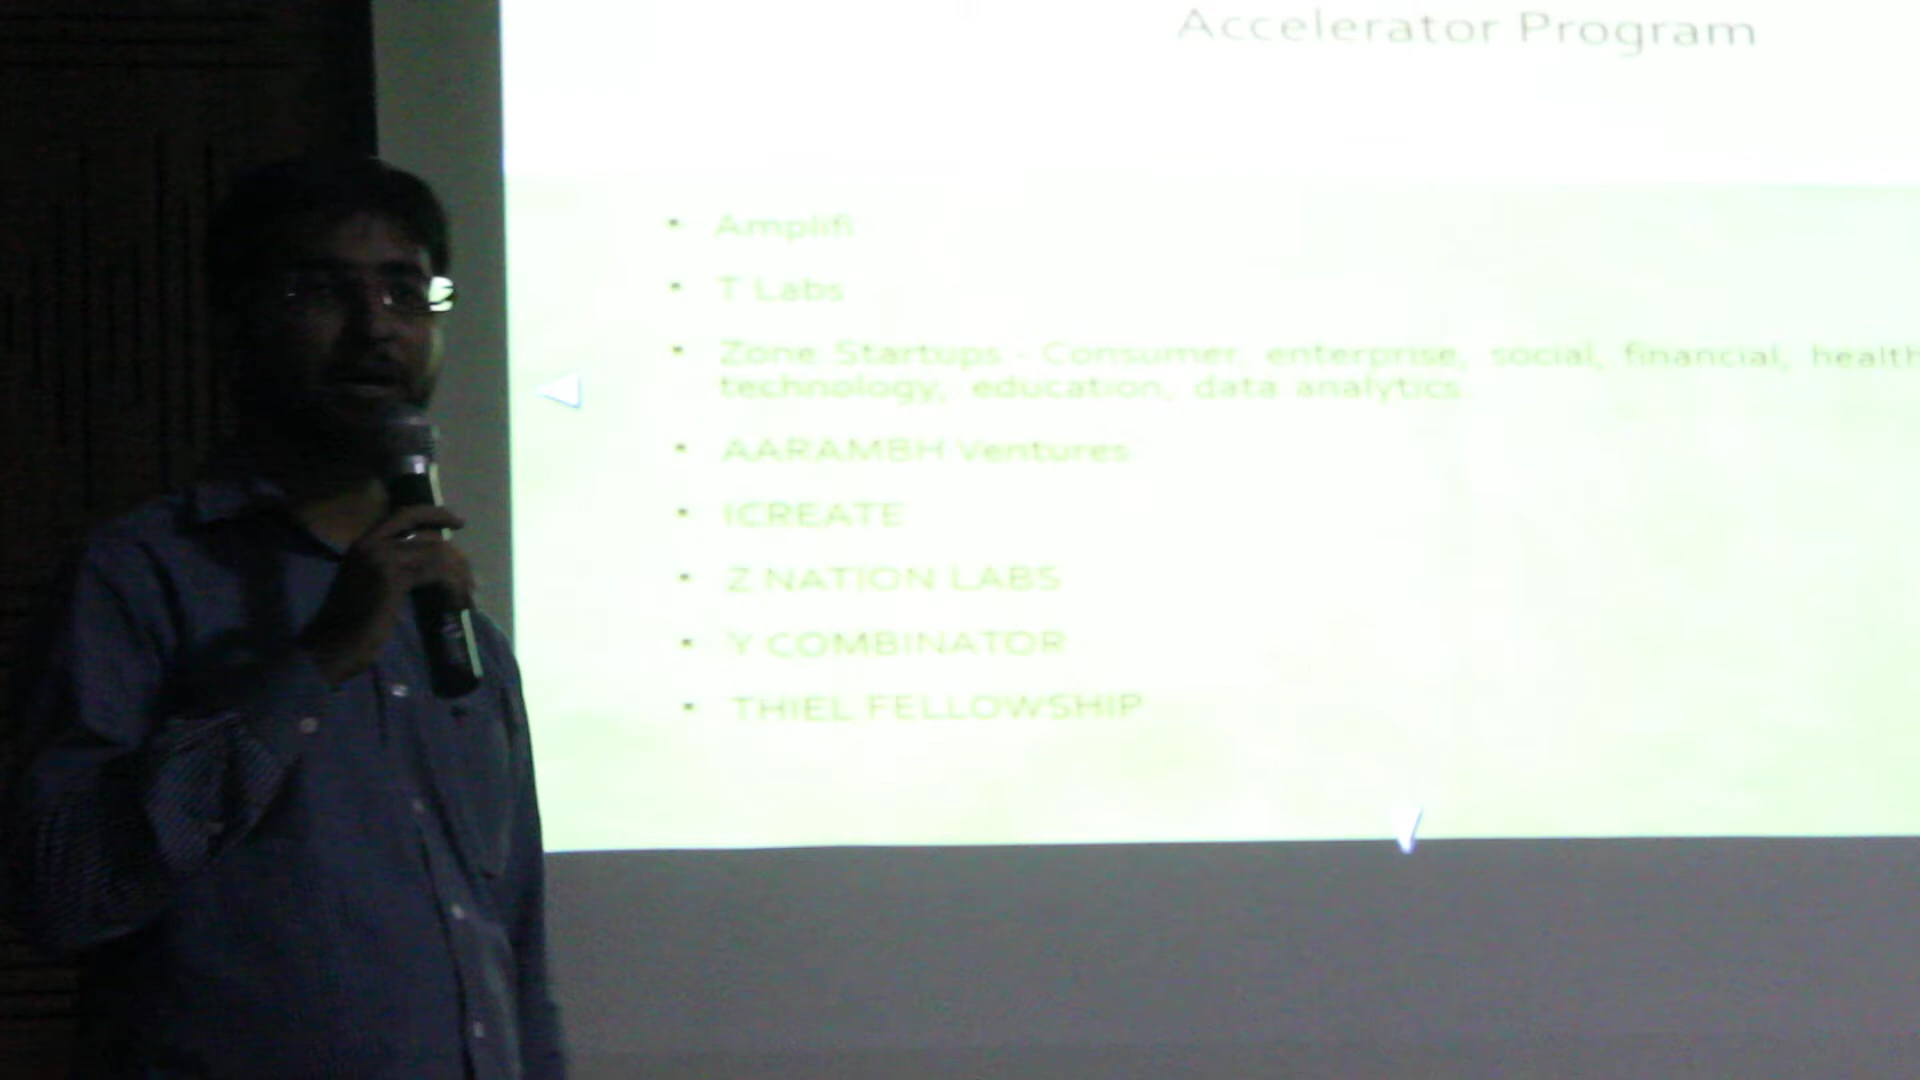 Accelerator Program
• Amplifi
• T Labs
• Zone Startups - Consumer, enterprise, social, financial, health
technology, education, data analytics
• AARAMBH Ventures
• ICREATE
• Z NATION LABS
• Y COMBINATOR
• THIEL FELLOWSHIP